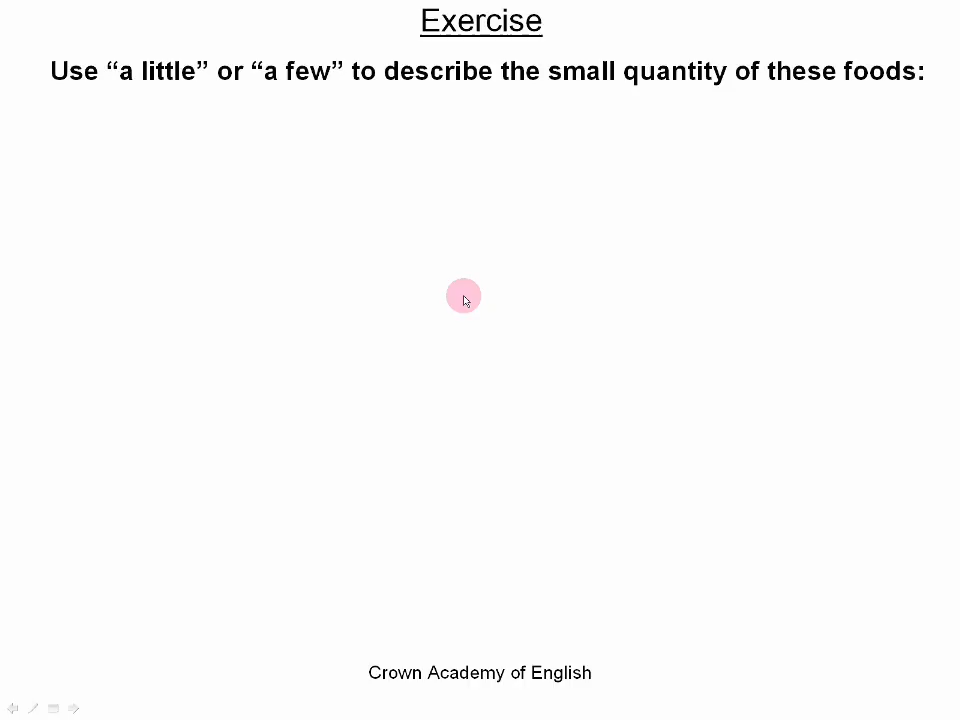 Exercise
Use “a little” or “a few” to describe the small quantity of these foods:
Crown Academy of English